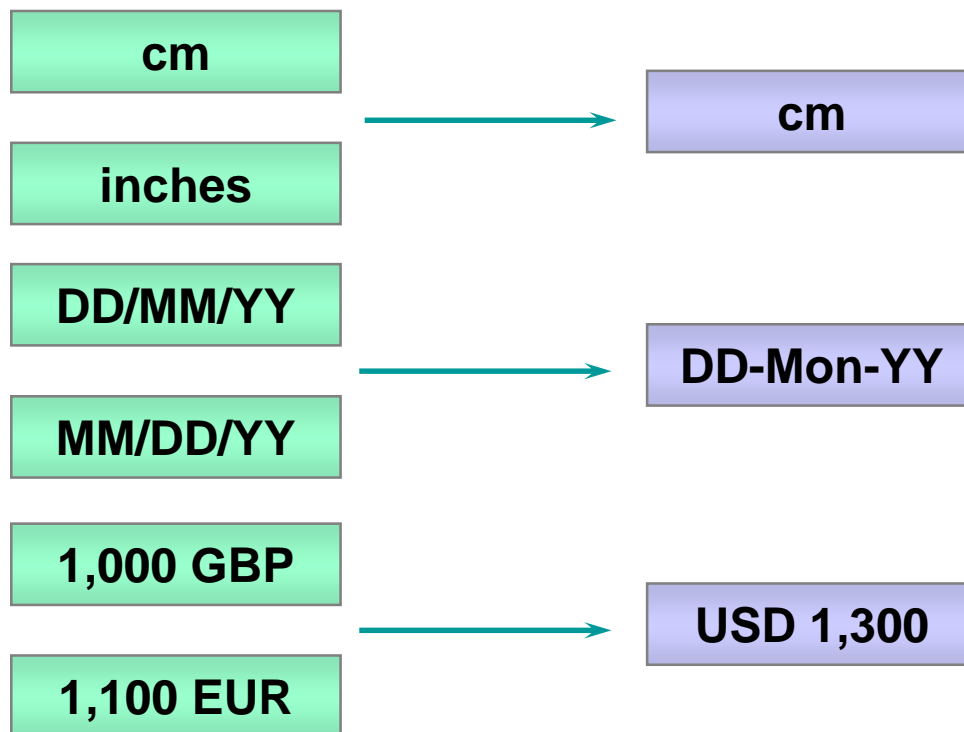 cm
inches
cm
DD/MM/YY
MM/DD/YY
DD-Mon-YY
1,000 GBP
1,100 EUR
USD 1,300